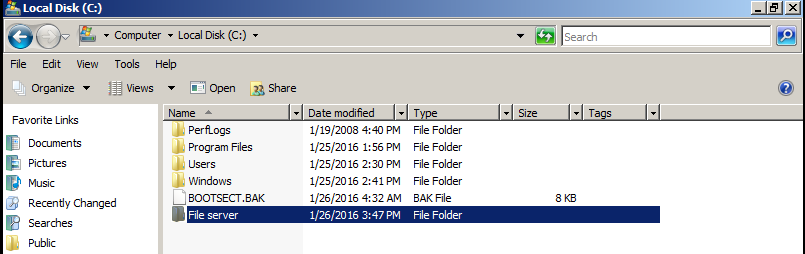 Local Disk (C:)
Computer Local Disk (C:) Search
File Edit View Tools Help
Organize Views Open Share
Favorite Links
Documents
Pictures
Music
Recently Changed
Searches
Public
Name Date modified Type Size Tags
PerfLogs 1/19/2008 4:40 PM File Folder
Program Files 1/25/2016 1:56 PM File Folder
Users 1/25/2016 2:30 PM File Folder
Windows 1/25/2016 2:41 PM File Folder
BOOTSECT.BAK 1/26/2016 4:32 AM BAK File 8 KB
File server 1/26/2016 3:47 PM File Folder